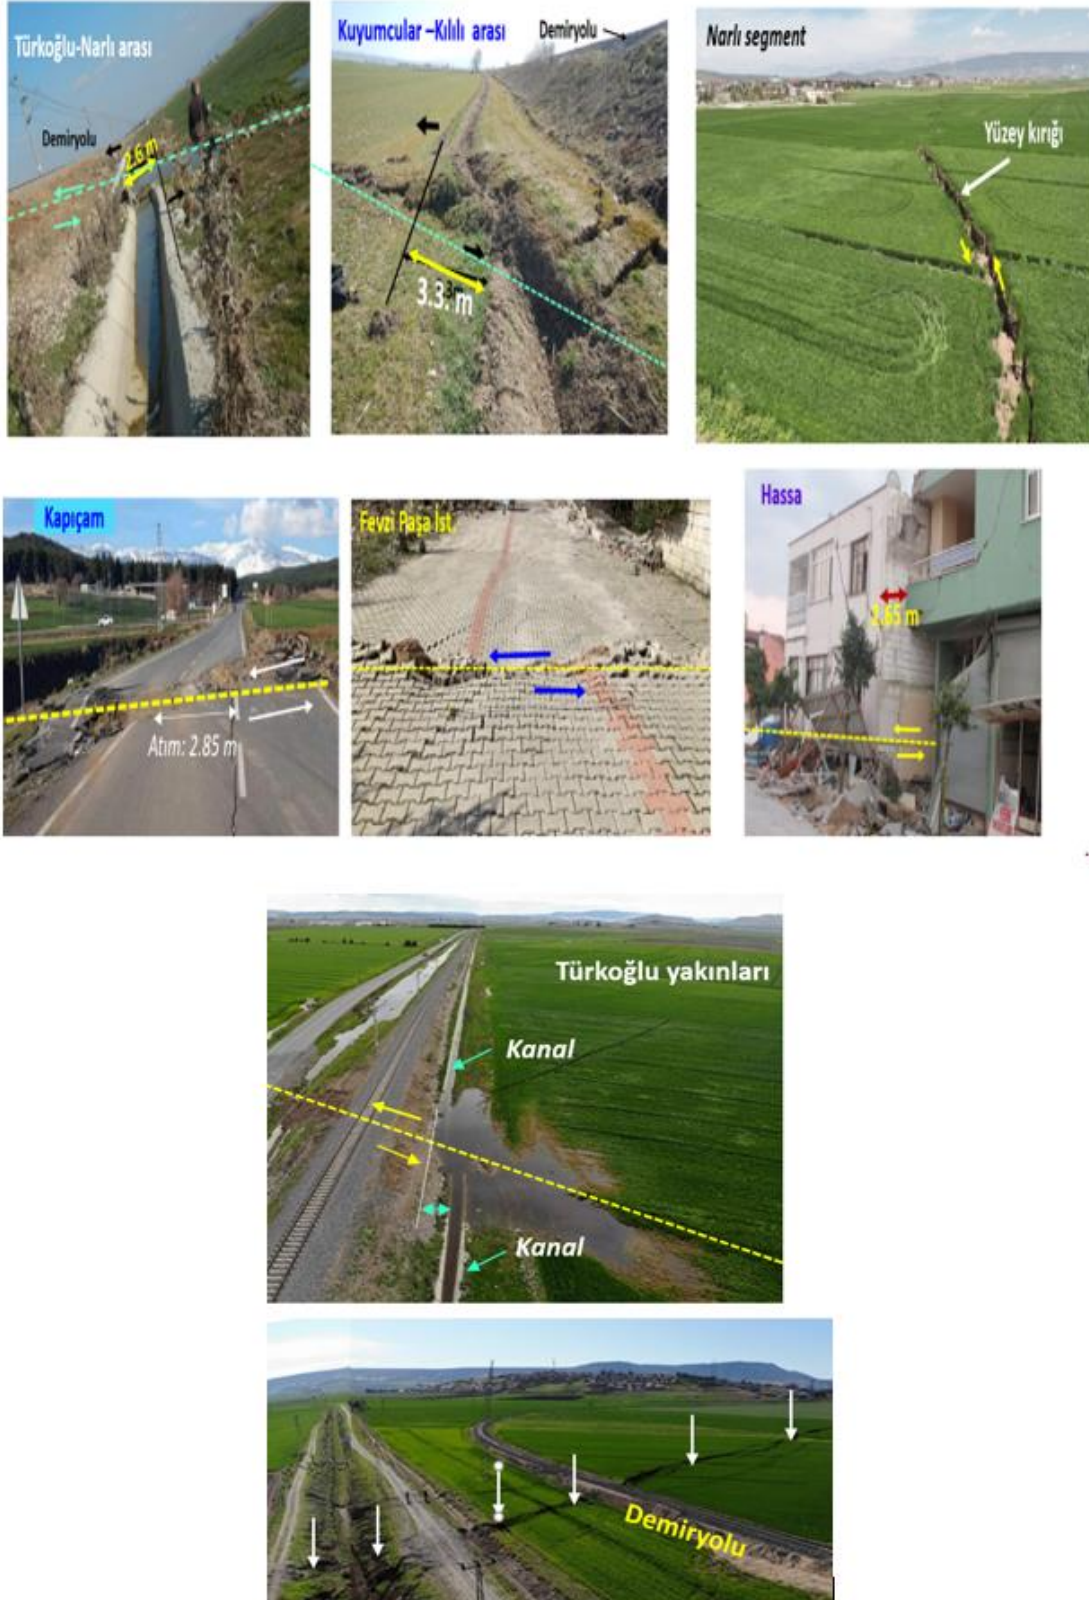 Türkoğlu-Narlı arası
Demiryolu
2.6 m
Kuyumcular –Kılılı arası
Demiryolu
3.3. m
Narlı segment
Yüzey kırığı
Kapıçam
Atım: 2.85 m
Fevzi Paşa İst.
Hassa
2.65 m
Türkoğlu yakınları
Kanal
Kanal
Demiryolu